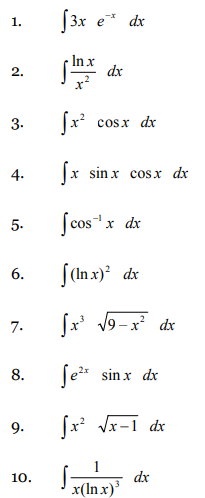 1. ∫3x e⁻ˣ dx
2. ∫ ln x / x² dx
3. ∫x² cos x dx
4. ∫x sin x cos x dx
5. ∫cos⁻¹ x dx
6. ∫(ln x)² dx
7. ∫x³ √(9 − x²) dx
8. ∫e²ˣ sin x dx
9. ∫x² √(x − 1) dx
10. ∫ 1 / x(ln x)³ dx